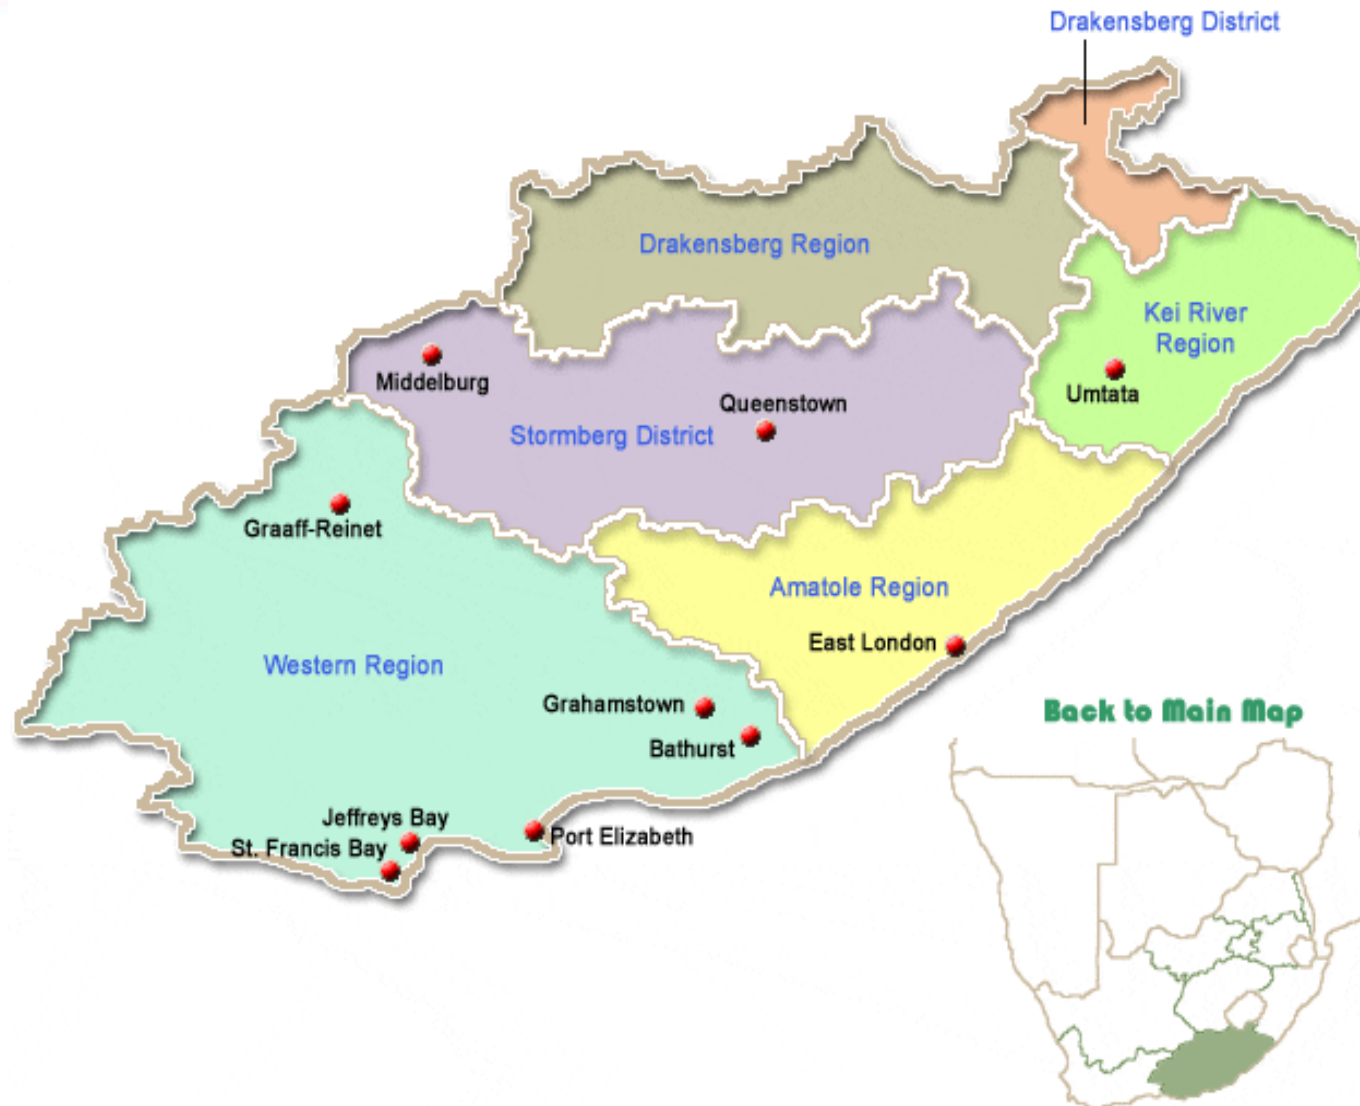 Drakensberg District
Drakensberg Region
Kei River
Region
Middelburg
Umtata
Queenstown
Stormberg District
Graaff-Reinet
Amatole Region
East London
Western Region
Grahamstown
Back to Main Map
Bathurst
Jeffreys Bay
Port Elizabeth
St. Francis Bay